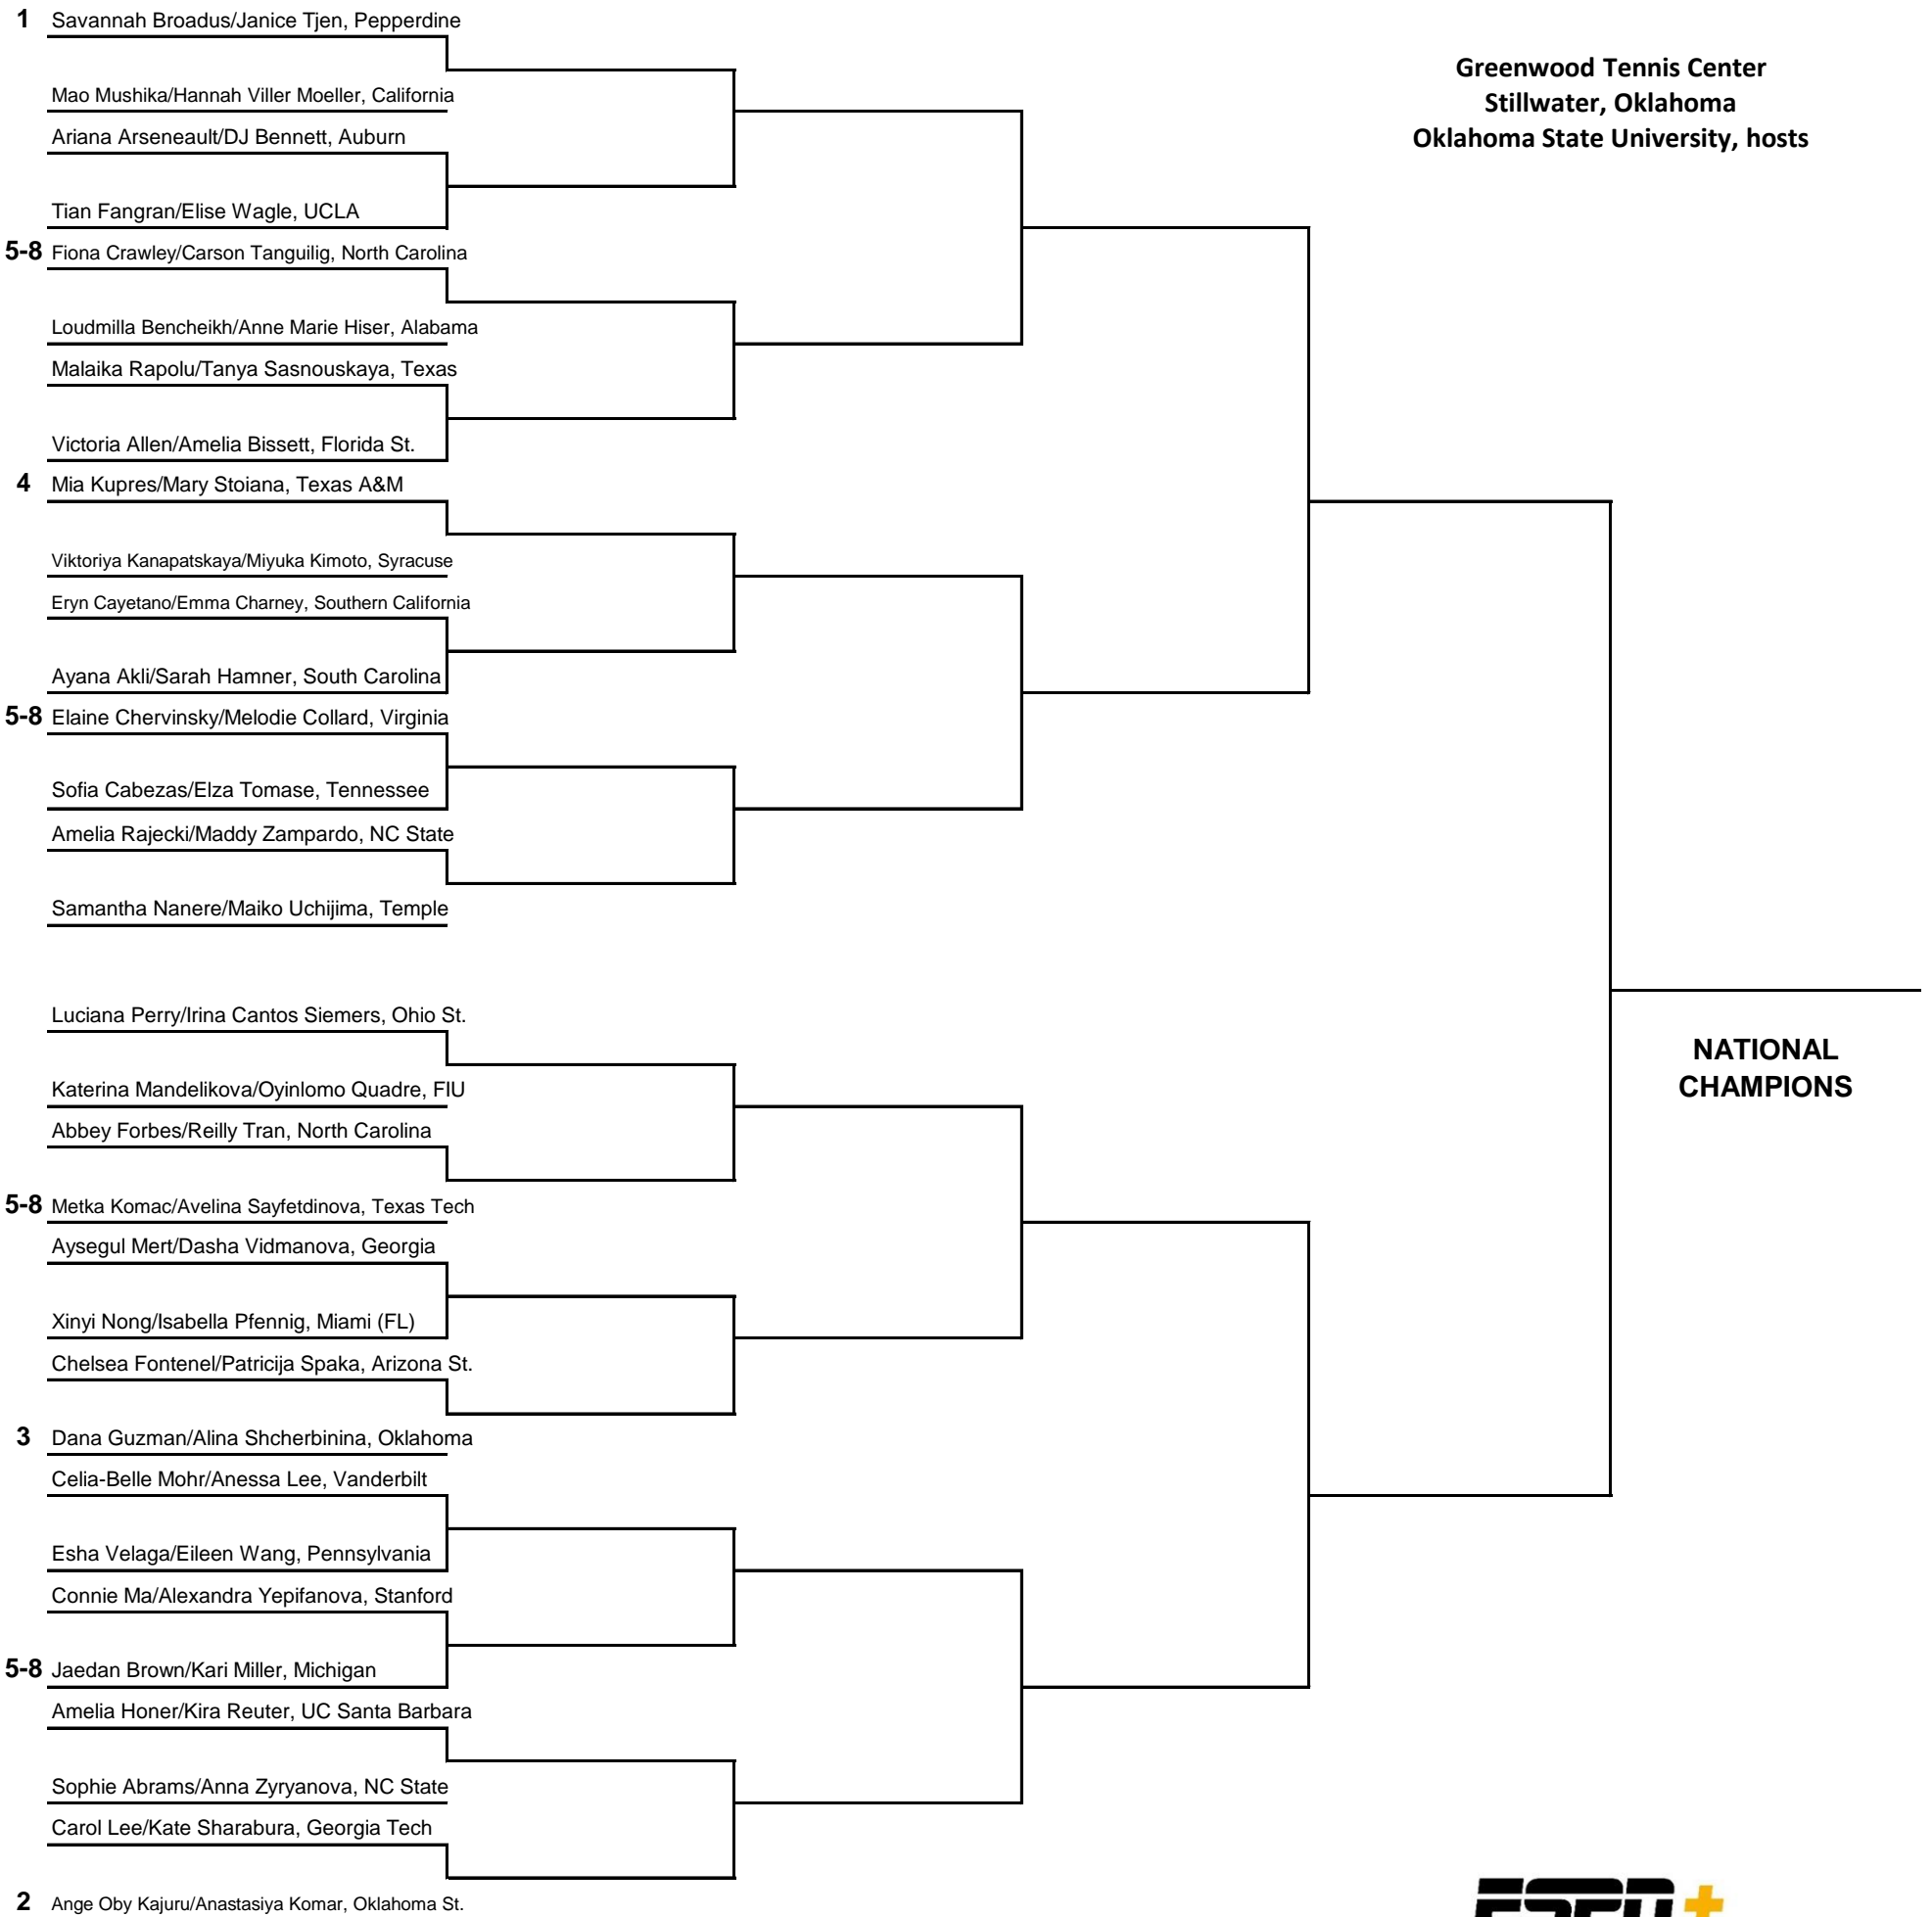 1 Savannah Broadus/Janice Tjen, Pepperdine
Greenwood Tennis Center
Stillwater, Oklahoma
Oklahoma State University, hosts
Mao Mushika/Hannah Viller Moeller, California
Ariana Arseneault/DJ Bennett, Auburn
Tian Fangran/Elise Wagle, UCLA
5-8 Fiona Crawley/Carson Tanguilig, North Carolina
Loudmilla Bencheikh/Anne Marie Hiser, Alabama
Malaika Rapolu/Tanya Sasnouskaya, Texas
Victoria Allen/Amelia Bissett, Florida St.
4 Mia Kupres/Mary Stoiana, Texas A&M
Viktoriya Kanapatskaya/Miyuka Kimoto, Syracuse
Eryn Cayetano/Emma Charney, Southern California
Ayana Akli/Sarah Hamner, South Carolina
5-8 Elaine Chervinsky/Melodie Collard, Virginia
Sofia Cabezas/Elza Tomase, Tennessee
Amelia Rajecki/Maddy Zampardo, NC State
Samantha Nanere/Maiko Uchijima, Temple
Luciana Perry/Irina Cantos Siemers, Ohio St.
Katerina Mandelikova/Oyinlomo Quadre, FIU
NATIONAL
CHAMPIONS
Abbey Forbes/Reilly Tran, North Carolina
5-8 Metka Komac/Avelina Sayfetdinova, Texas Tech
Aysegul Mert/Dasha Vidmanova, Georgia
Xinyi Nong/Isabella Pfennig, Miami (FL)
Chelsea Fontenel/Patricija Spaka, Arizona St.
3 Dana Guzman/Alina Shcherbinina, Oklahoma
Celia-Belle Mohr/Anessa Lee, Vanderbilt
Esha Velaga/Eileen Wang, Pennsylvania
Connie Ma/Alexandra Yepifanova, Stanford
5-8 Jaedan Brown/Kari Miller, Michigan
Amelia Honer/Kira Reuter, UC Santa Barbara
Sophie Abrams/Anna Zyryanova, NC State
Carol Lee/Kate Sharabura, Georgia Tech
2 Ange Oby Kajuru/Anastasiya Komar, Oklahoma St.
ESPN+